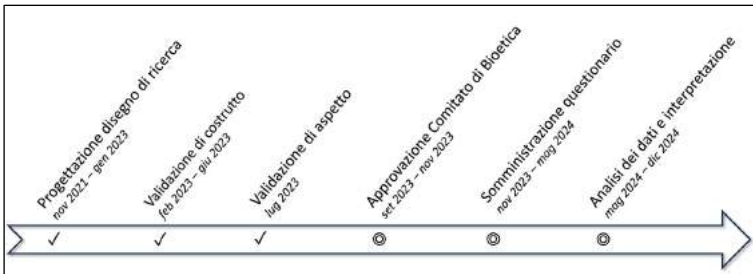 Progettazione disegno di ricerca
nov 2021 – gen 2023
Validazione di costrutto
feb 2023 – giu 2023
Validazione di aspetto
lug 2023
Approvazione Comitato di Bioetica
set 2023 – nov 2023
Somministrazione questionario
nov 2023 – mag 2024
Analisi dei dati e interpretazione
mag 2024 – dic 2024